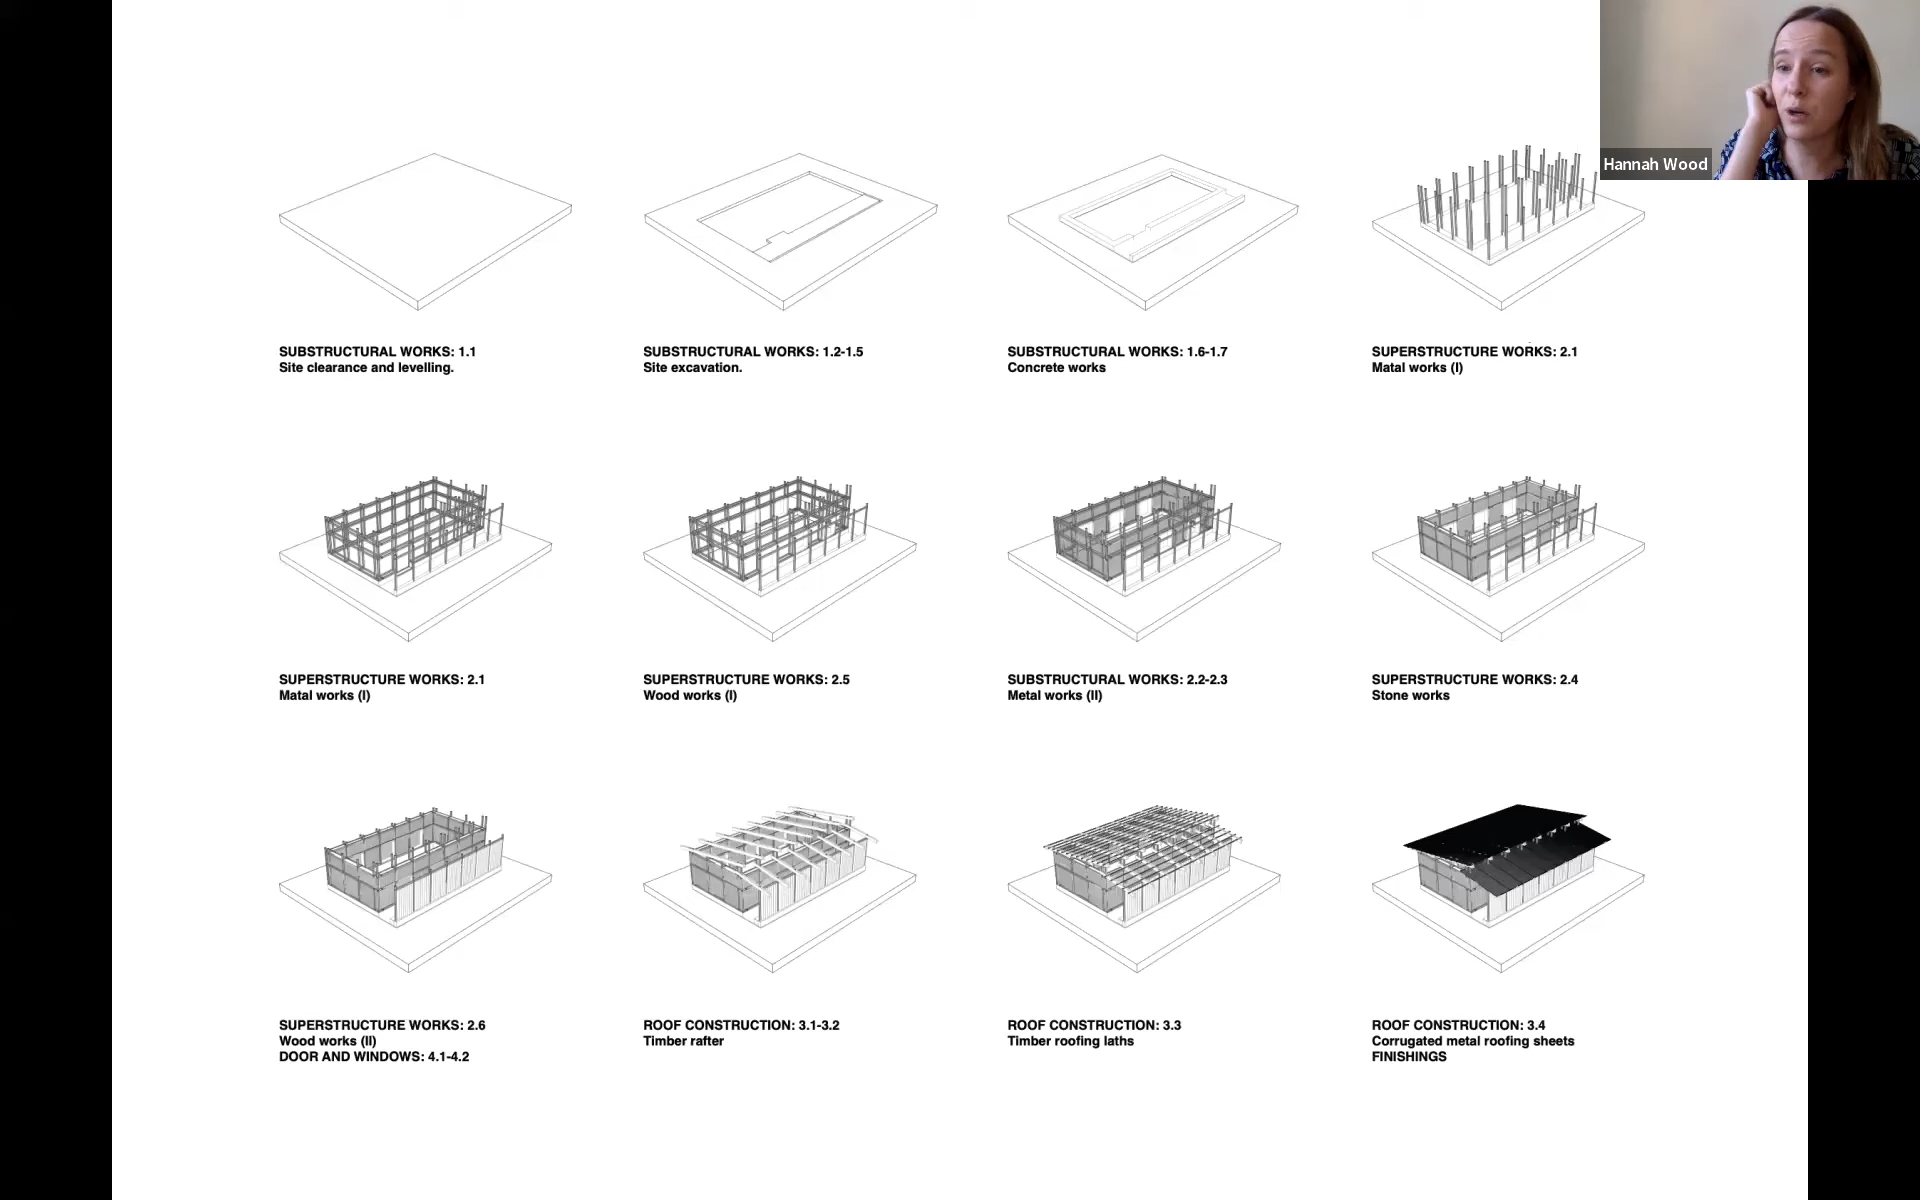 Hannah Wood
SUBSTRUCTURAL WORKS: 1.1
Site clearance and levelling.
SUBSTRUCTURAL WORKS: 1.2-1.5
Site excavation.
SUBSTRUCTURAL WORKS: 1.6-1.7
Concrete works
SUPERSTRUCTURE WORKS: 2.1
Matal works (I)
SUPERSTRUCTURE WORKS: 2.1
Matal works (I)
SUPERSTRUCTURE WORKS: 2.5
Wood works (I)
SUBSTRUCTURAL WORKS: 2.2-2.3
Metal works (II)
SUPERSTRUCTURE WORKS: 2.4
Stone works
SUPERSTRUCTURE WORKS: 2.6
Wood works (II)
DOOR AND WINDOWS: 4.1-4.2
ROOF CONSTRUCTION: 3.1-3.2
Timber rafter
ROOF CONSTRUCTION: 3.3
Timber roofing laths
ROOF CONSTRUCTION: 3.4
Corrugated metal roofing sheets
FINISHINGS